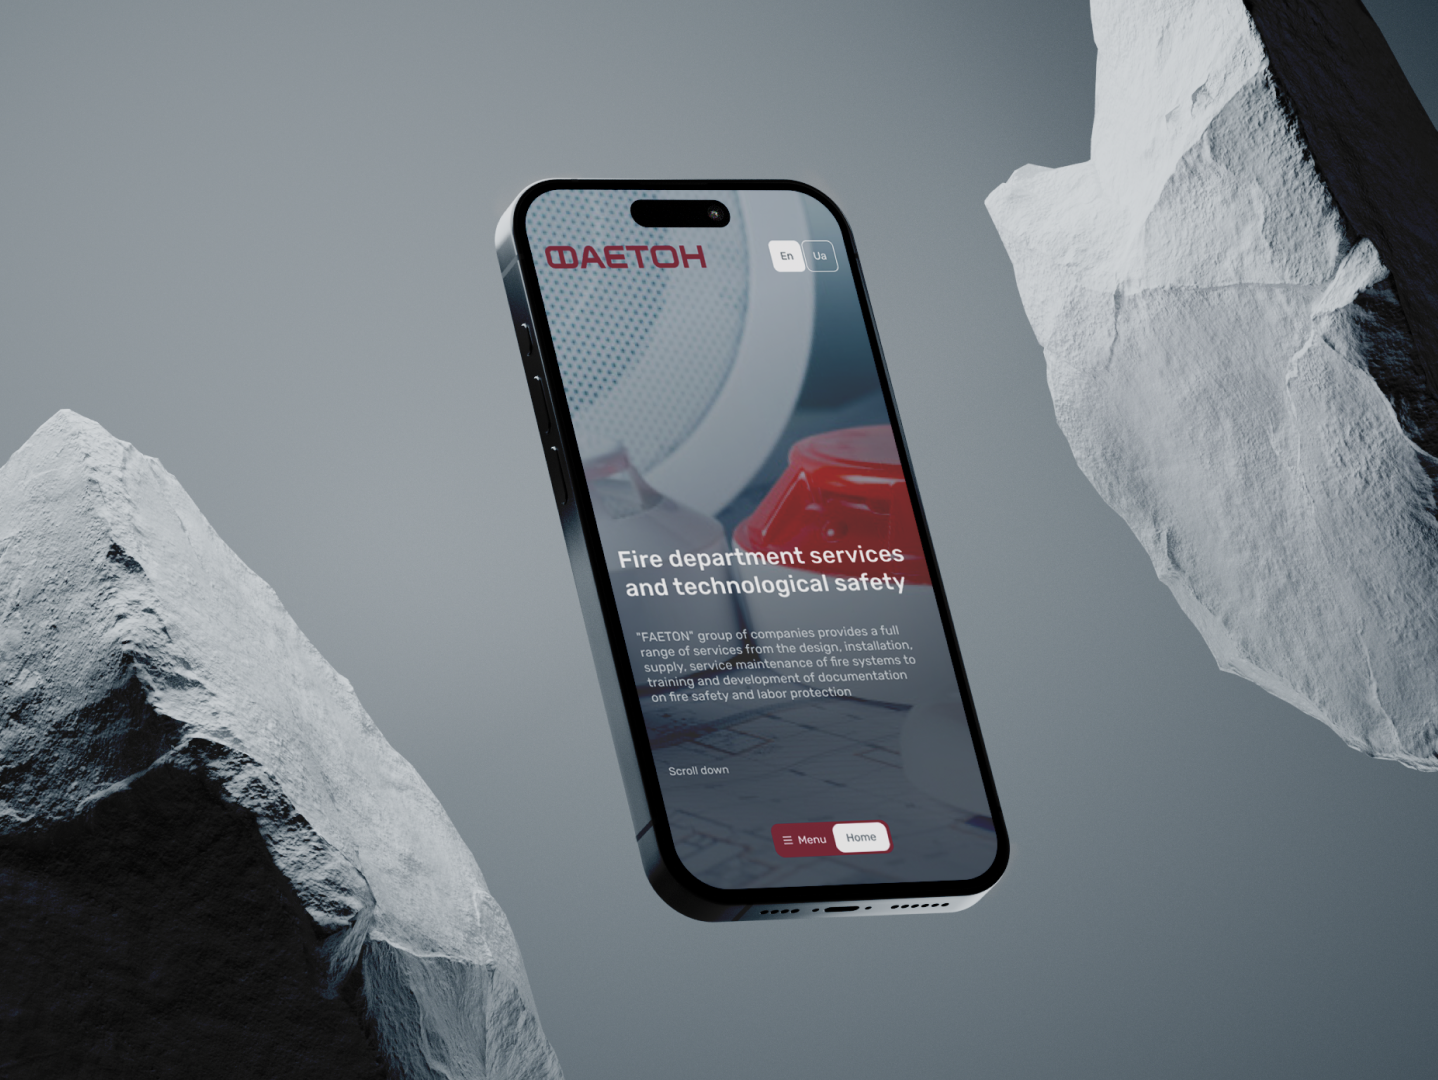 ФАЕТОН
En
Ua
Fire department services
and technological safety
"FAETON" group of companies provides a full
range of services from the design, installation,
supply, service maintenance of fire systems to
training and development of documentation
on fire safety and labor protection
Scroll down
Menu
Home